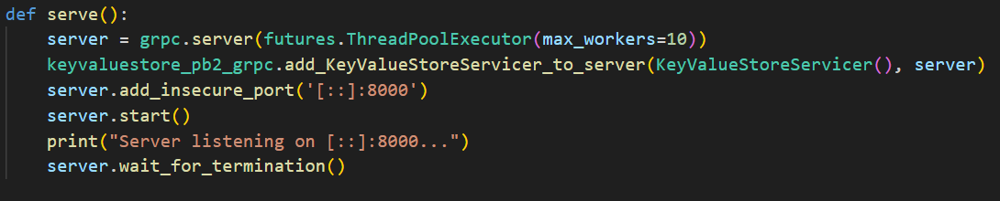 def serve():
    server = grpc.server(futures.ThreadPoolExecutor(max_workers=10))
    keyvaluestore_pb2_grpc.add_KeyValueStoreServicer_to_server(KeyValueStoreServicer(), server)
    server.add_insecure_port('[::]:8000')
    server.start()
    print("Server listening on [::]:8000...")
    server.wait_for_termination()